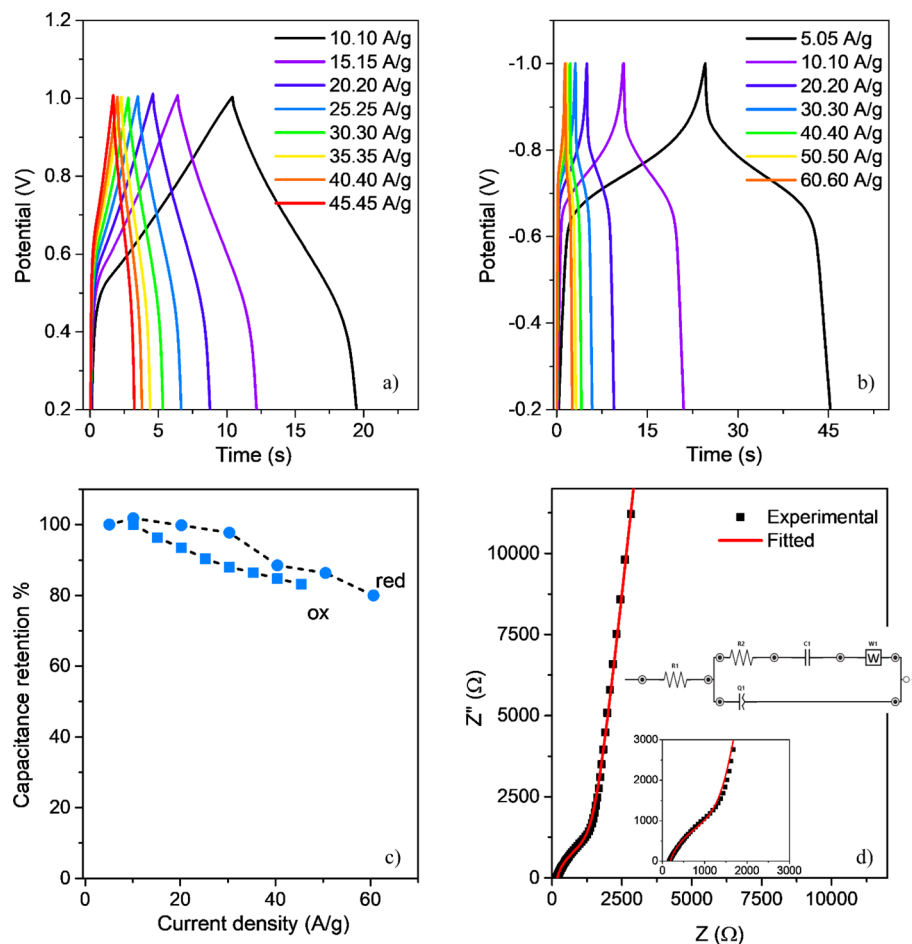 1.2
1.0
0.8
0.6
0.4
0.2
Potential (V)
10.10 A/g
15.15 A/g
20.20 A/g
25.25 A/g
30.30 A/g
35.35 A/g
40.40 A/g
45.45 A/g
a)
0 5 10 15 20
Time (s)
-1.0
-0.8
-0.6
-0.4
-0.2
Potential (V)
5.05 A/g
10.10 A/g
20.20 A/g
30.30 A/g
40.40 A/g
50.50 A/g
60.60 A/g
b)
0 15 30 45
Time (s)
100
80
60
40
20
0
Capacitance retention %
red
ox
c)
0 20 40 60
Current density (A/g)
10000
7500
5000
2500
0
Z" (Ω)
Experimental
Fitted
R1
R2
C1
W1
W
Q1
3000
2000
1000
0
0 1000 2000 3000
d)
0 2500 5000 7500 10000
Z (Ω)